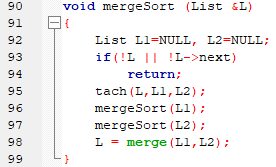 90 void mergeSort (List &L)
91 {
92 List L1=NULL, L2=NULL;
93 if(!L || !L->next)
94 return;
95 tach(L,L1,L2);
96 mergeSort(L1);
97 mergeSort(L2);
98 L = merge(L1,L2);
99 }